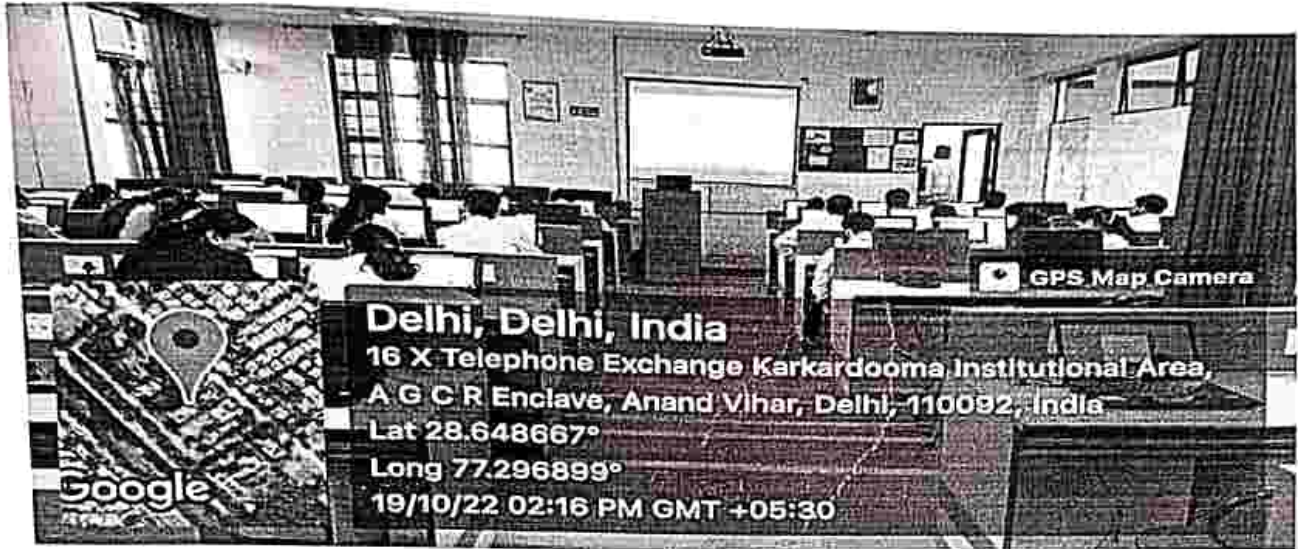 GPS Map Camera
Delhi, Delhi, India
16 X Telephone Exchange Karkardooma Institutional Area,
A G C R Enclave, Anand Vihar, Delhi, 110092, India
Lat 28.648667°
Long 77.296899°
19/10/22 02:16 PM GMT +05:30
Google